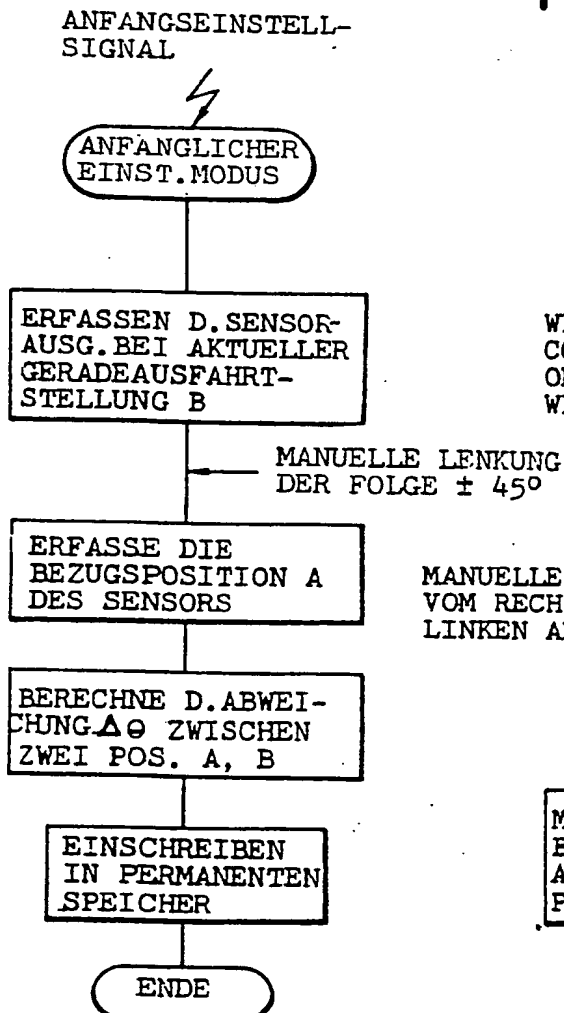 ANFANGSEINSTELL-
SIGNAL
ANFÄNGLICHER
EINST.MODUS
ERFASSEN D.SENSOR-
AUSG.BEI AKTUELLER
GERADEAUSFAHRT-
STELLUNG B
MANUELLE LENKUNG
DER FOLGE ± 45°
ERFASSE DIE
BEZUGSPOSITION A
DES SENSORS
MANUELLE
VOM RECH
LINKEN A
BERECHNE D.ABWEI-
CHUNG Δθ ZWISCHEN
ZWEI POS. A, B
EINSCHREIBEN
IN PERMANENTEN
SPEICHER
ENDE